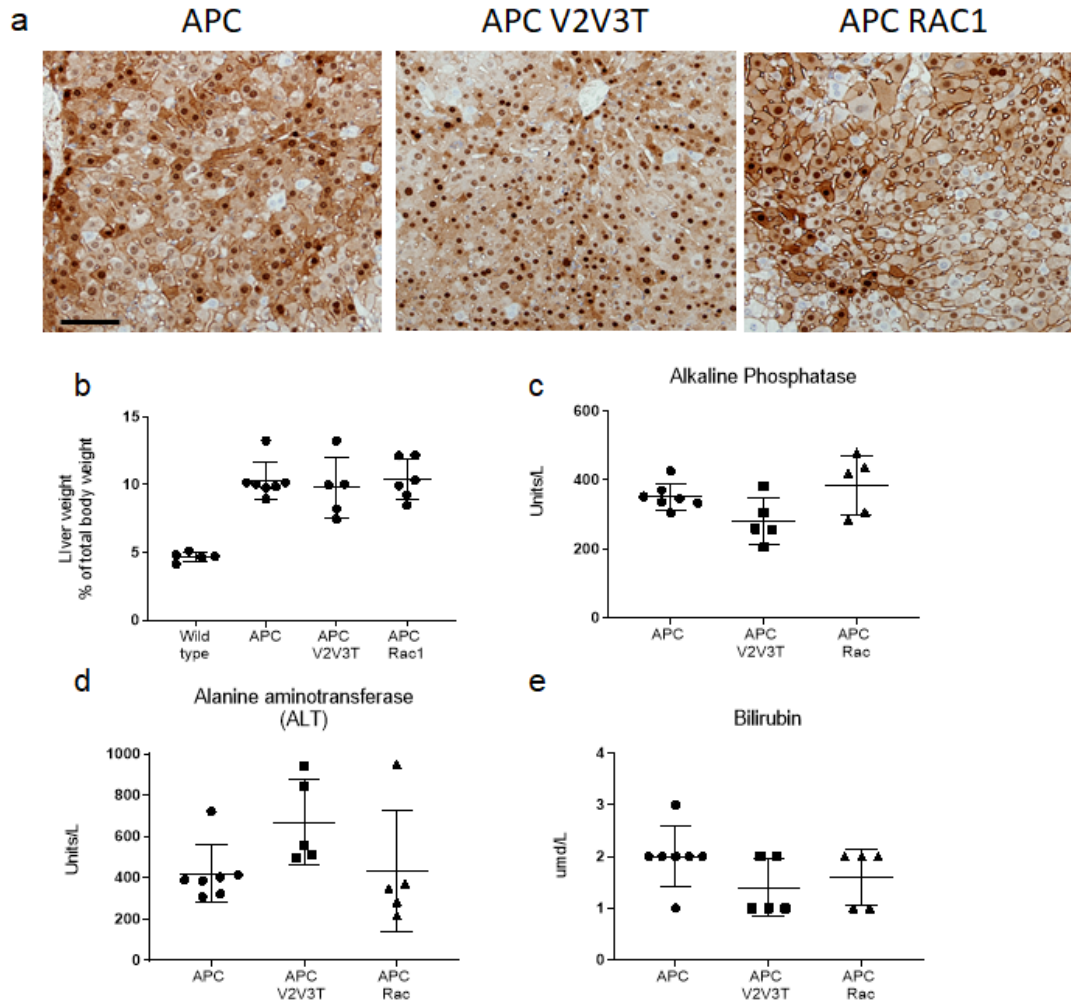 a
APC
APC V2V3T
APC RAC1
b
Liver weight
% of total body weight
15
10
5
0
Wild
type
APC
APC
V2V3T
APC
Rac1
c
Alkaline Phosphatase
Units/L
600
400
200
0
APC
APC
V2V3T
APC
Rac
d
Alanine aminotransferase
(ALT)
Units/L
1000
800
600
400
200
0
APC
APC
V2V3T
APC
Rac
e
Bilirubin
umd/L
4
3
2
1
0
APC
APC
V2V3T
APC
Rac